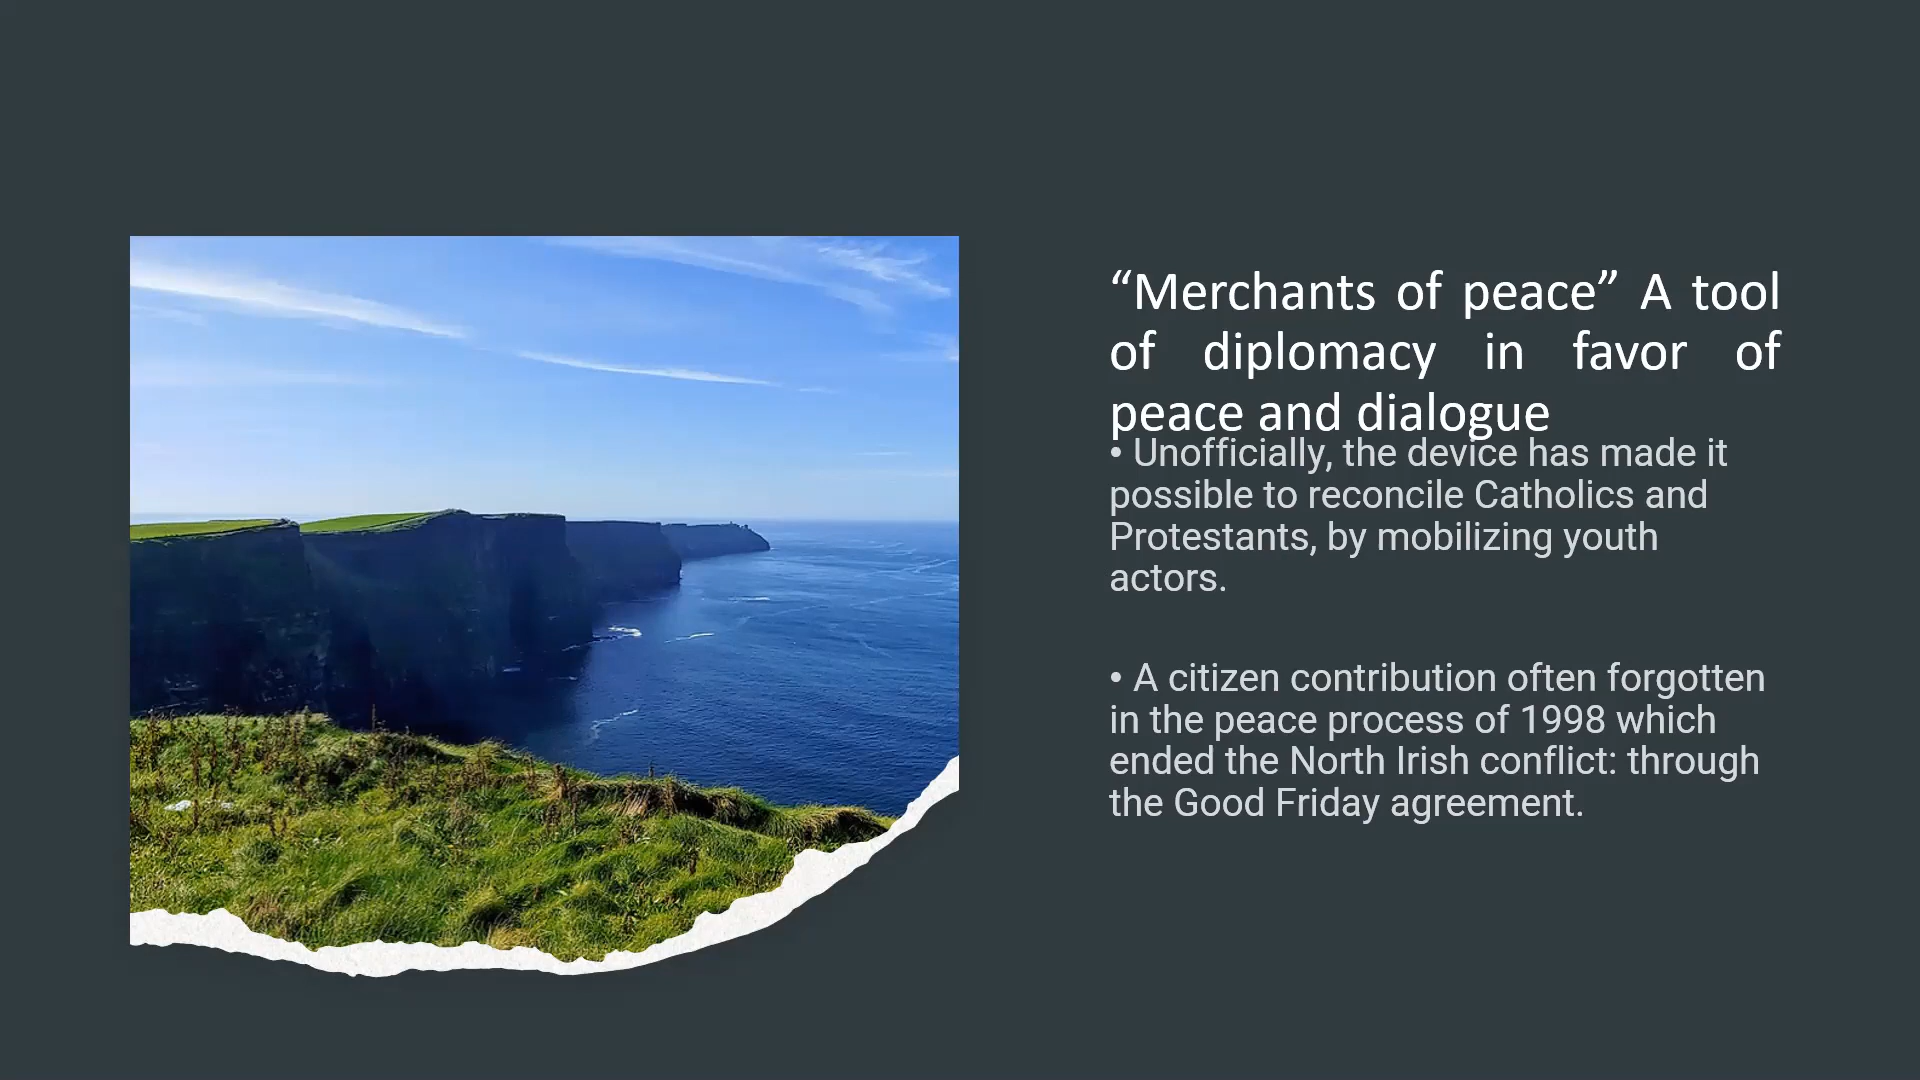 “Merchants of peace” A tool
of diplomacy in favor of
peace and dialogue
• Unofficially, the device has made it
possible to reconcile Catholics and
Protestants, by mobilizing youth
actors.
• A citizen contribution often forgotten
in the peace process of 1998 which
ended the North Irish conflict: through
the Good Friday agreement.